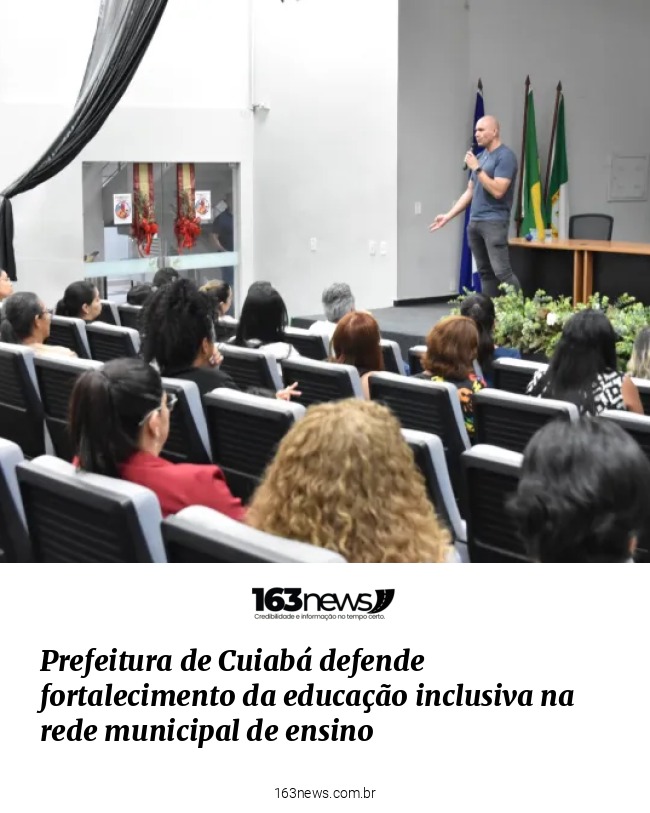 163news
Credibilidade e informação no tempo certo.
Prefeitura de Cuiabá defende
fortalecimento da educação inclusiva na
rede municipal de ensino
163news.com.br